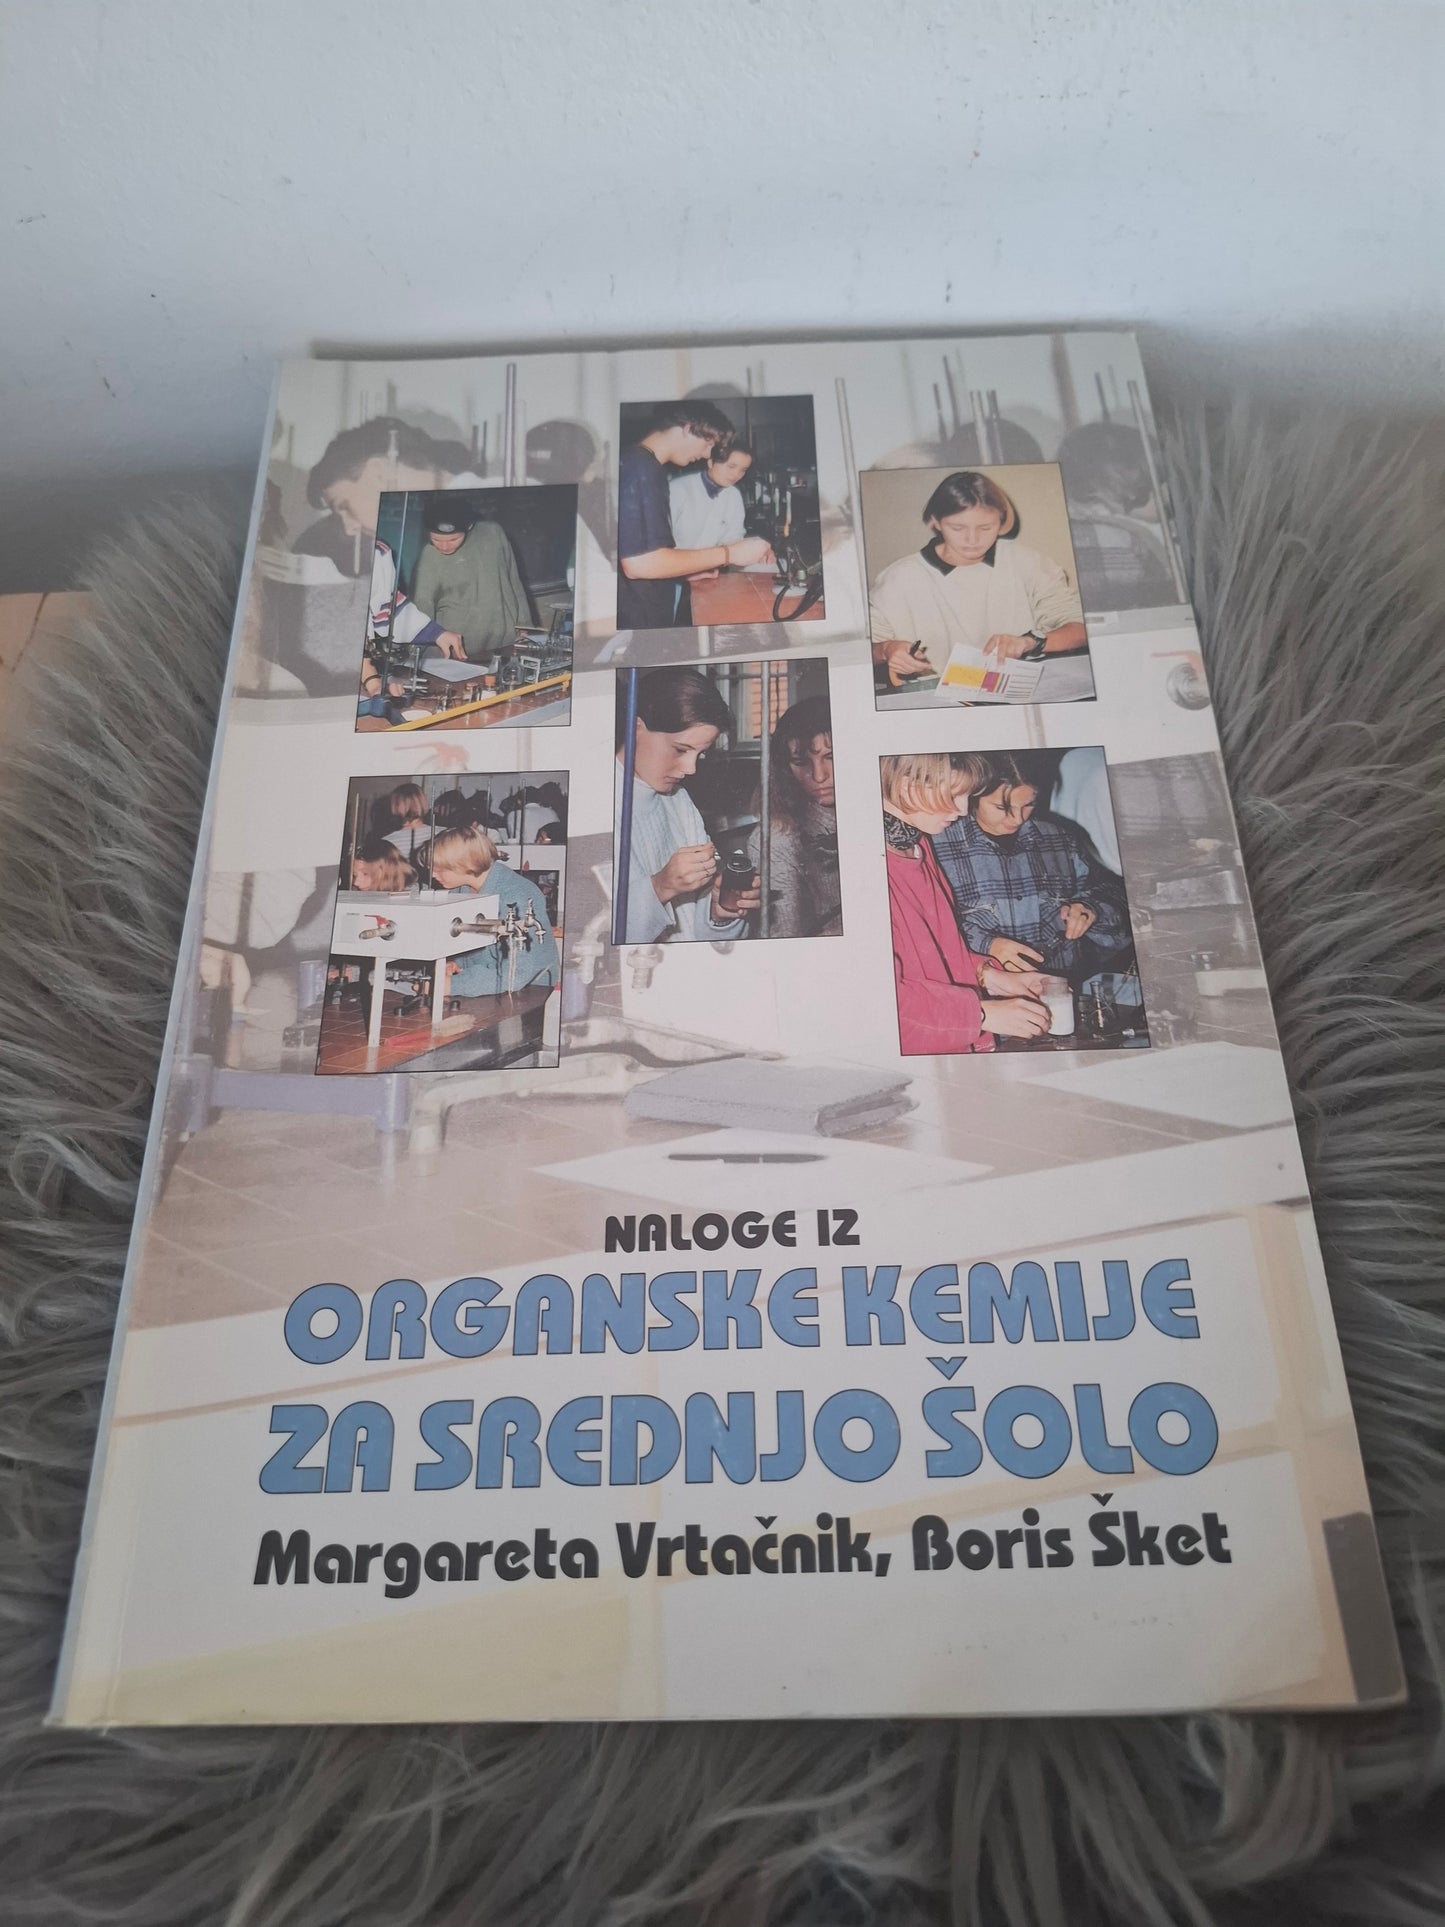 NALOGE IZ
ORGANSKE KEMIJE
ZA SREDNJO ŠOLO
Margareta Vrtačnik, Boris Šket